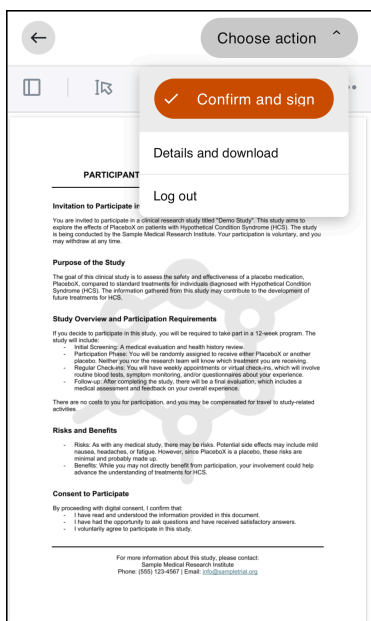 Choose action
Confirm and sign
Details and download
Log out
PARTICIPANT
Invitation to Participate in
You are invited to participate in a clinical research study titled "Demo Study". This study aims to
explore the effects of PlaceboX on patients with Hypothetical Condition Syndrome (HCS). The study
is being conducted by the Sample Medical Research Institute. Your participation is voluntary, and you
may withdraw at any time.
Purpose of the Study
The goal of this clinical study is to assess the safety and effectiveness of a placebo medication,
PlaceboX, compared to standard treatments for individuals diagnosed with Hypothetical Condition
Syndrome (HCS). The information gathered from this study may contribute to the development of
future treatments for HCS.
Study Overview and Participation Requirements
If you decide to participate in this study, you will be required to take part in a 12-week program. The
study will include:
- Initial Screening: A medical evaluation and health history review.
- Participation Phase: You will be randomly assigned to receive either PlaceboX or another
placebo. Neither you nor the research team will know which treatment you are receiving.
- Regular Check-ins: You will have weekly appointments or virtual check-ins, which will involve
routine blood tests, symptom monitoring, and/or questionnaires about your experience.
- Follow-up: After completing the study, there will be a final evaluation, which includes a
medical assessment and feedback on your overall experience.
There are no costs to you for participation, and you may be compensated for travel to study-related
activities.
Risks and Benefits
- Risks: As with any medical study, there may be risks. Potential side effects may include mild
nausea, headaches, or fatigue. However, since PlaceboX is a placebo, these risks are
minimal and probably made up.
- Benefits: While you may not directly benefit from participation, your involvement could help
advance the understanding of treatments for HCS.
Consent to Participate
By proceeding with digital consent, I confirm that:
- I have read and understood the information provided in this document.
- I have had the opportunity to ask questions and have received satisfactory answers.
- I voluntarily agree to participate in this study.
For more information about this study, please contact:
Sample Medical Research Institute
Phone: (555) 123-4567 | Email: info@sampletrial.org